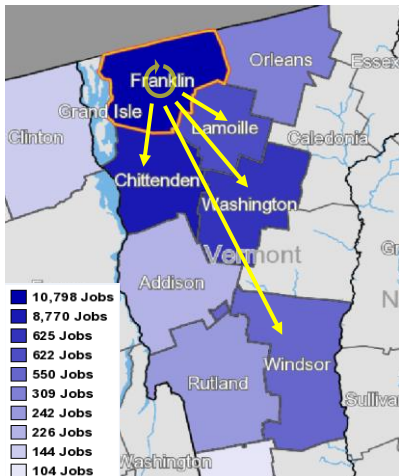 Orleans
Essex
Franklin
Grand Isle
Lamoille
Clinton
Caledonia
Chittenden
Washington
Vermont
Gr
Addison
N
10,798 Jobs
8,770 Jobs
625 Jobs
622 Jobs
550 Jobs
309 Jobs
242 Jobs
226 Jobs
144 Jobs
104 Jobs
Windsor
Rutland
Sullivan
Washington